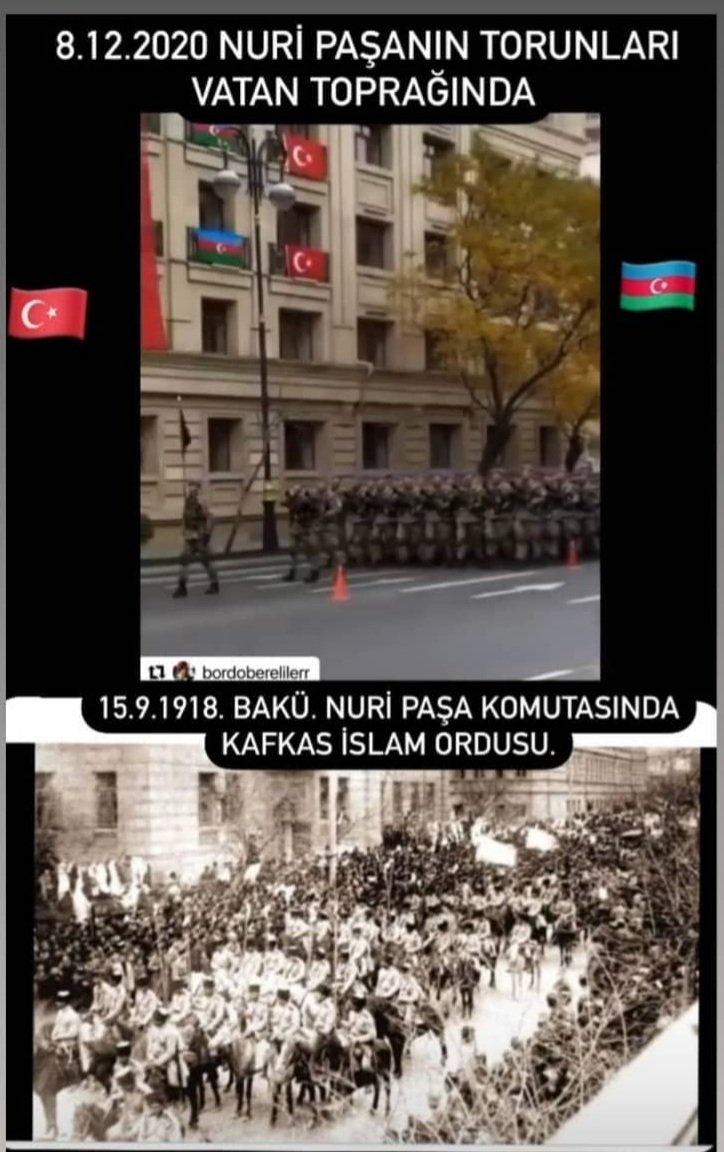 8.12.2020 NURİ PAŞANIN TORUNLARI
VATAN TOPRAĞINDA
bordoberelilerr
15.9.1918. BAKÜ. NURİ PAŞA KOMUTASINDA
KAFKAS İSLAM ORDUSU.